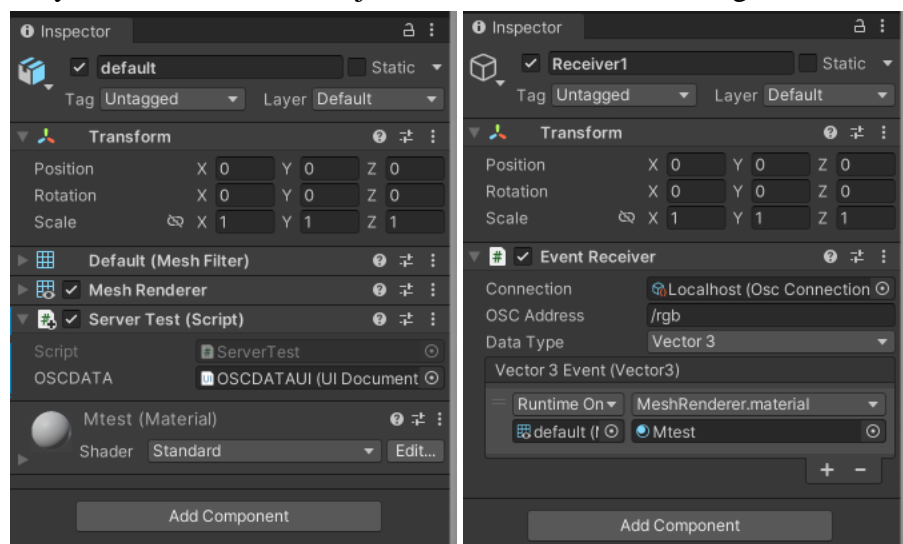 Inspector
default
Static
Tag Untagged Layer Default
Transform
Position X 0 Y 0 Z 0
Rotation X 0 Y 0 Z 0
Scale X 1 Y 1 Z 1
Default (Mesh Filter)
Mesh Renderer
Server Test (Script)
Script ServerTest
OSCDATA OSCDATAUI (UI Document
Mtest (Material)
Shader Standard Edit...
Add Component
Inspector
Receiver1
Static
Tag Untagged Layer Default
Transform
Position X 0 Y 0 Z 0
Rotation X 0 Y 0 Z 0
Scale X 1 Y 1 Z 1
# Event Receiver
Connection Localhost (Osc Connection
OSC Address /rgb
Data Type Vector 3
Vector 3 Event (Vector3)
Runtime On MeshRenderer.material
default ( Mtest
+ -
Add Component